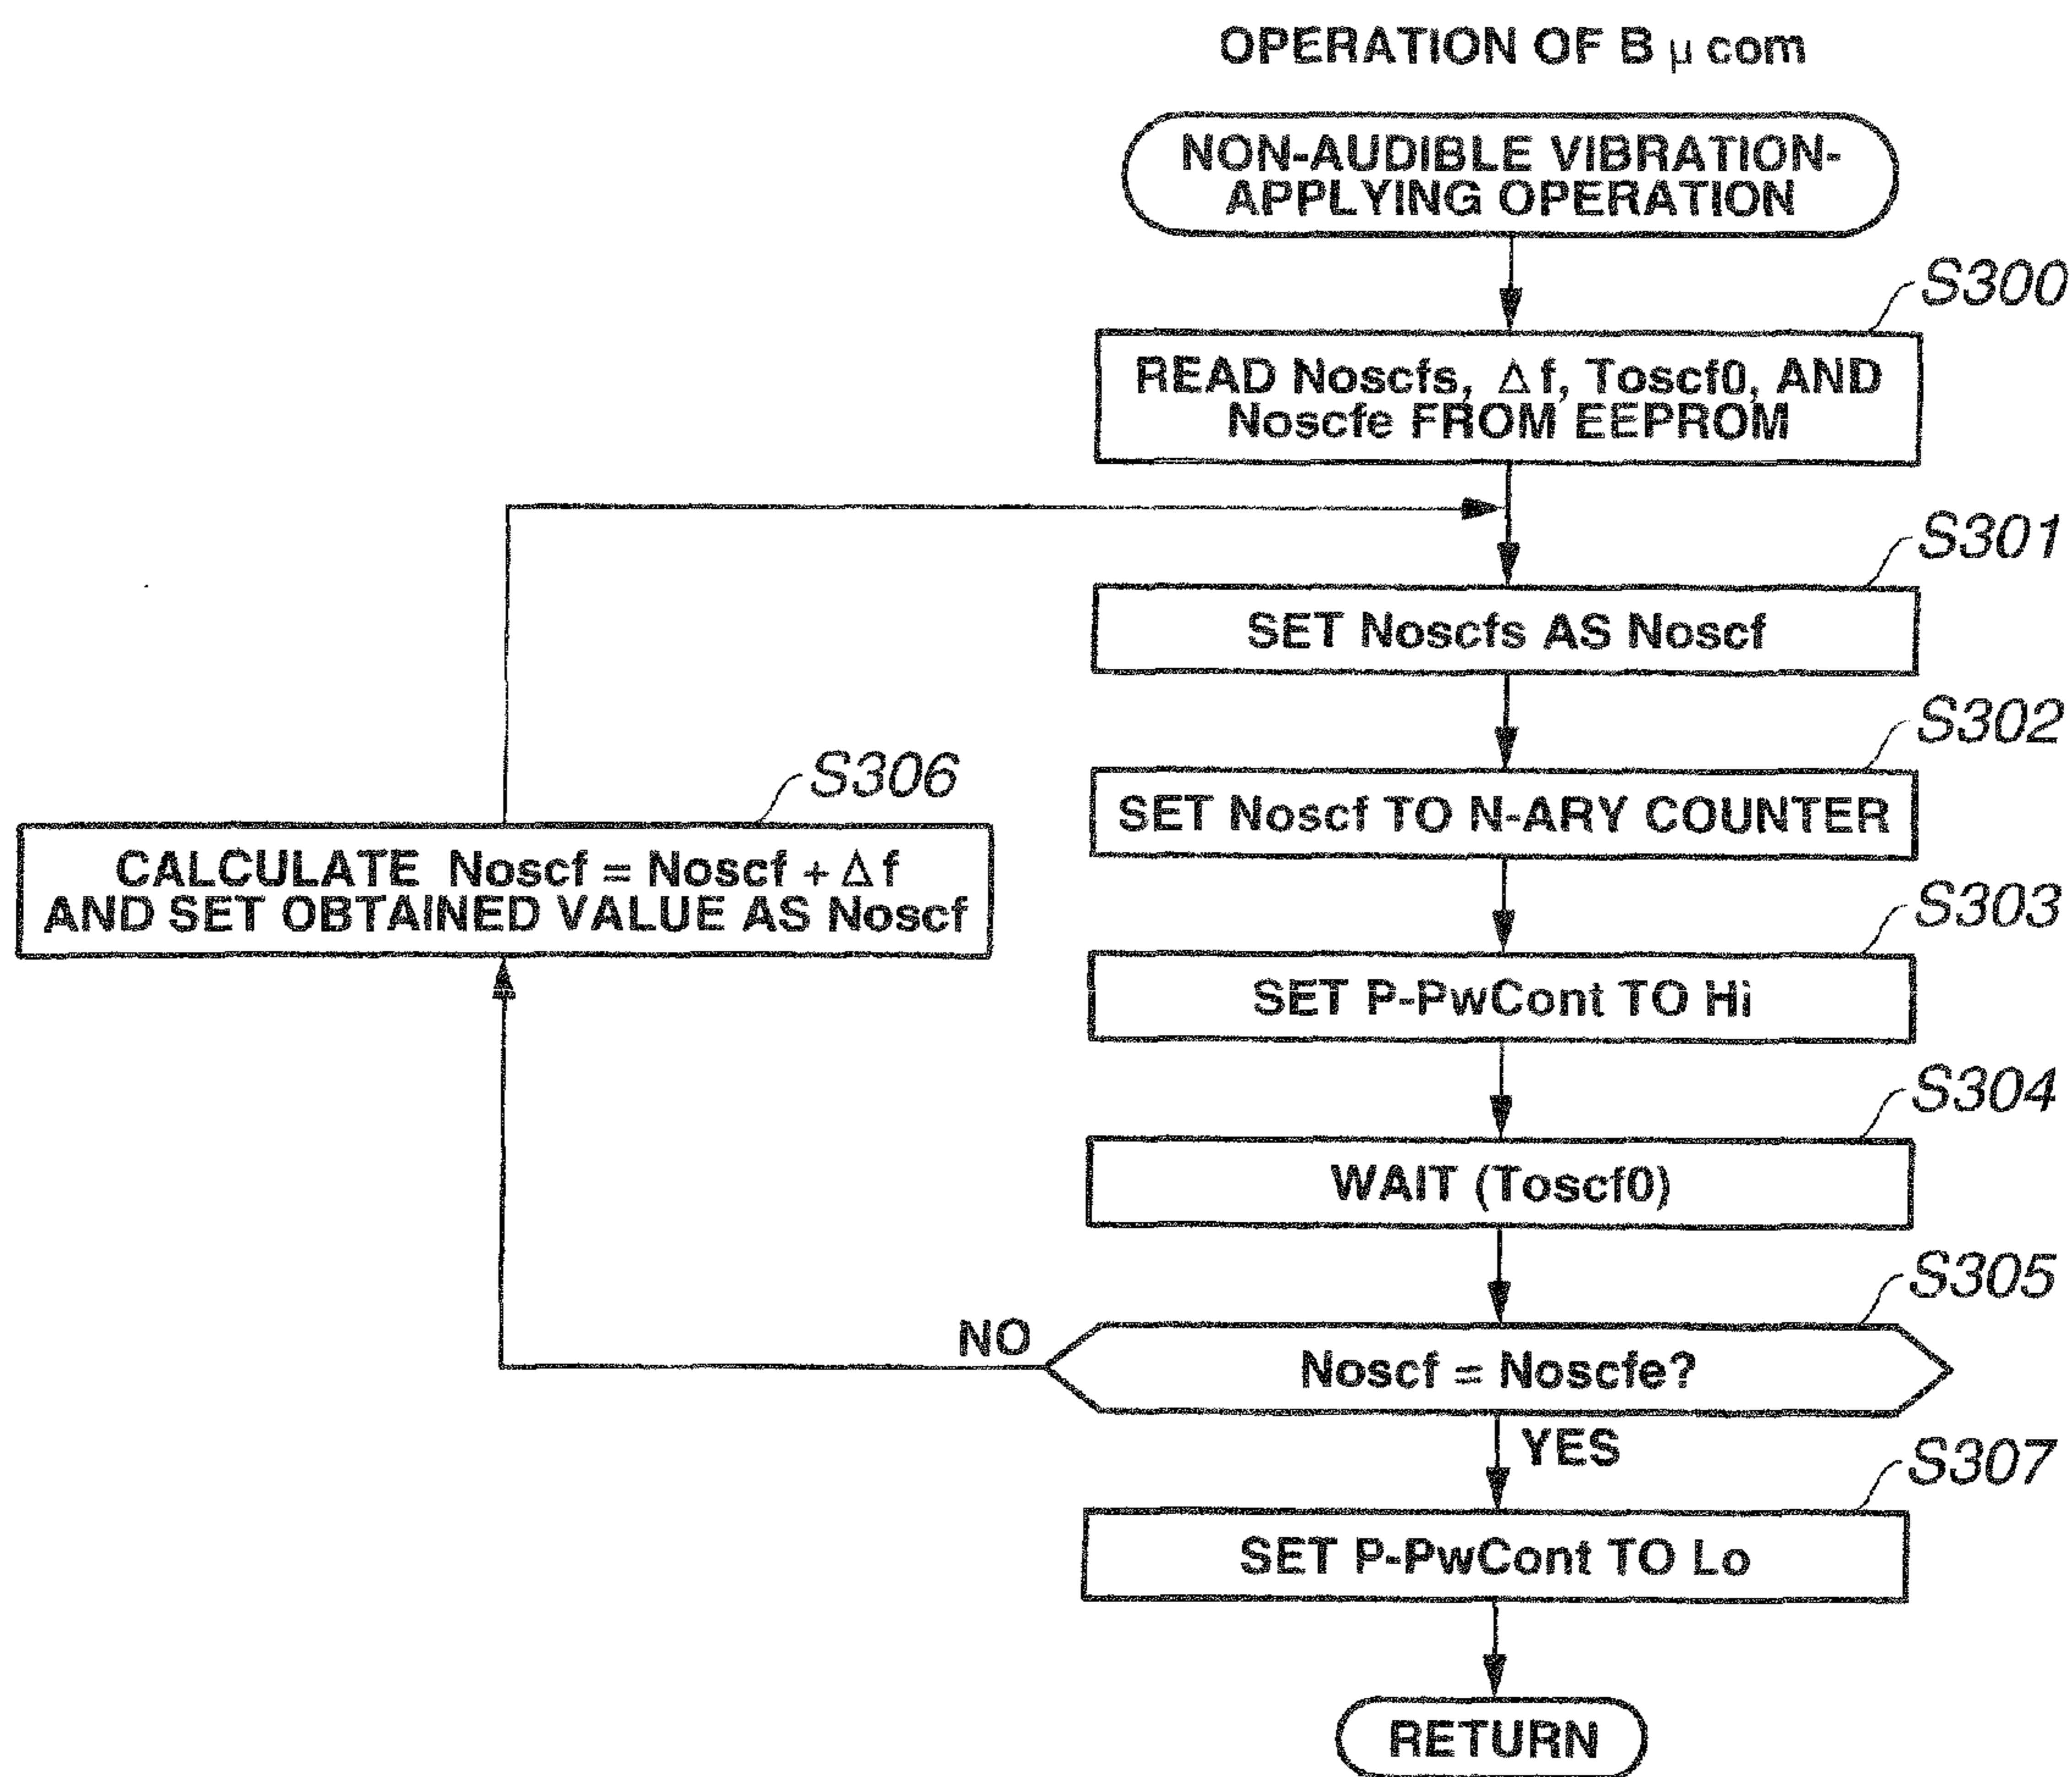 OPERATION OF B μ com
NON-AUDIBLE VIBRATION-
APPLYING OPERATION
S300
READ Noscfs, Δf, Toscf0, AND
Noscfe FROM EEPROM
S301
SET Noscfs AS Noscf
S302
SET Noscf TO N-ARY COUNTER
S306
CALCULATE Noscf = Noscf + Δf
AND SET OBTAINED VALUE AS Noscf
S303
SET P-PwCont TO Hi
S304
WAIT (Toscf0)
S305
NO
Noscf = Noscfe?
YES
S307
SET P-PwCont TO Lo
RETURN